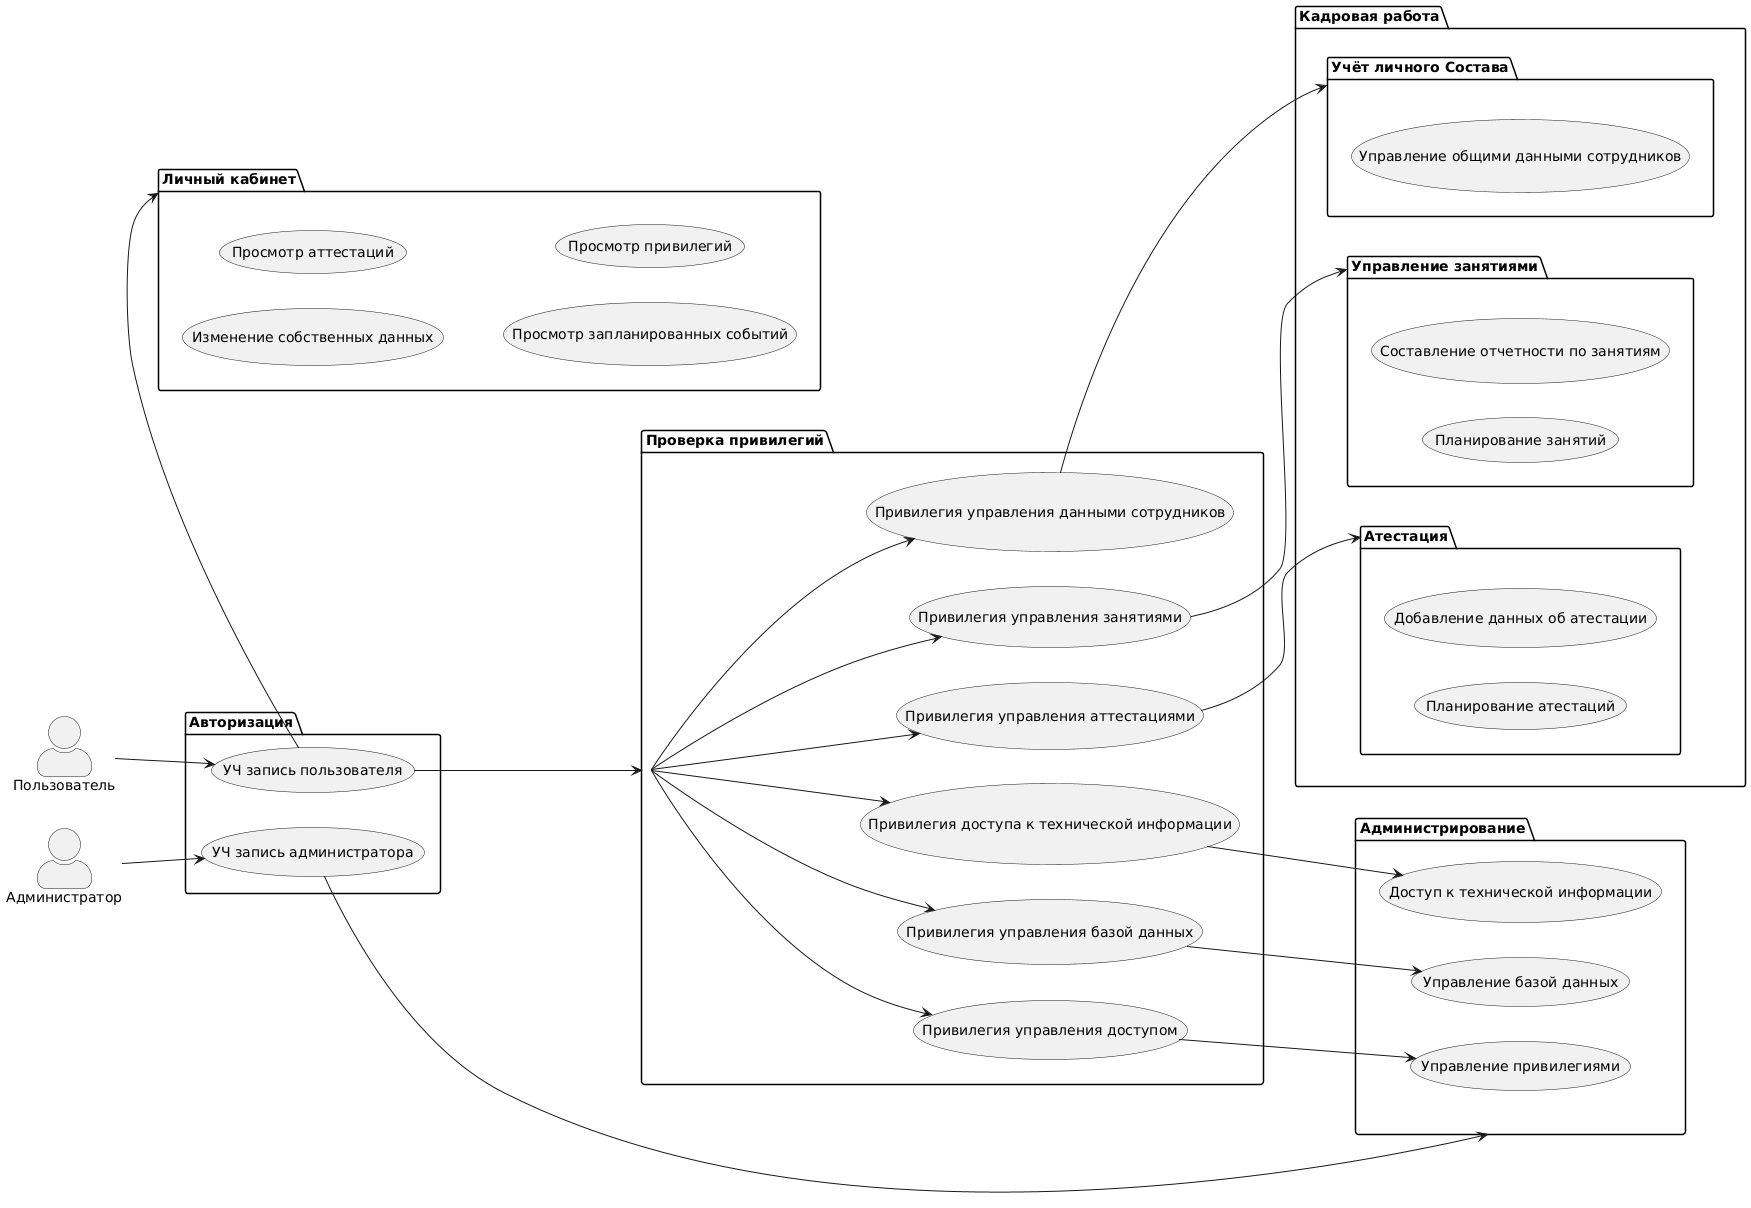 Кадровая работа
Учёт личного Состава
Управление общими данными сотрудников
Личный кабинет
Просмотр аттестаций
Просмотр привилегий
Изменение собственных данных
Просмотр запланированных событий
Управление занятиями
Составление отчетности по занятиям
Планирование занятий
Проверка привилегий
Привилегия управления данными сотрудников
Привилегия управления занятиями
Привилегия управления аттестациями
Привилегия доступа к технической информации
Привилегия управления базой данных
Привилегия управления доступом
Атестация
Добавление данных об атестации
Планирование атестаций
Авторизация
УЧ запись пользователя
УЧ запись администратора
Пользователь
Администратор
Администрирование
Доступ к технической информации
Управление базой данных
Управление привилегиями